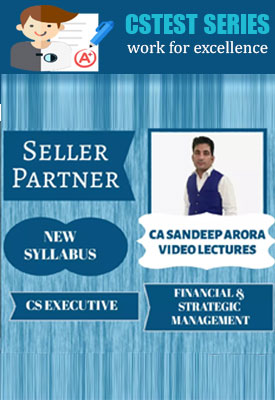 CSTEST SERIES
work for excellence
A+
SELLER
PARTNER
NEW
SYLLABUS
CA SANDEEP ARORA
VIDEO LECTURES
CS EXECUTIVE
FINANCIAL &
STRATEGIC
MANAGEMENT